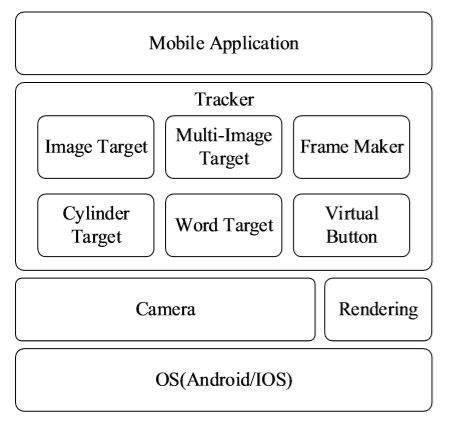 Mobile Application
Tracker
Image Target
Multi-Image
Target
Frame Maker
Cylinder
Target
Word Target
Virtual
Button
Camera
Rendering
OS(Android/IOS)